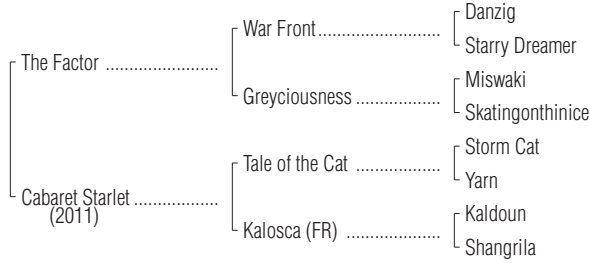 Danzig
War Front
Starry Dreamer
The Factor
Miswaki
Greyciousness
Skatingonthinice
Storm Cat
Tale of the Cat
Yarn
Cabaret Starlet
(2011)
Kaldoun
Kalosca (FR)
Shangrila